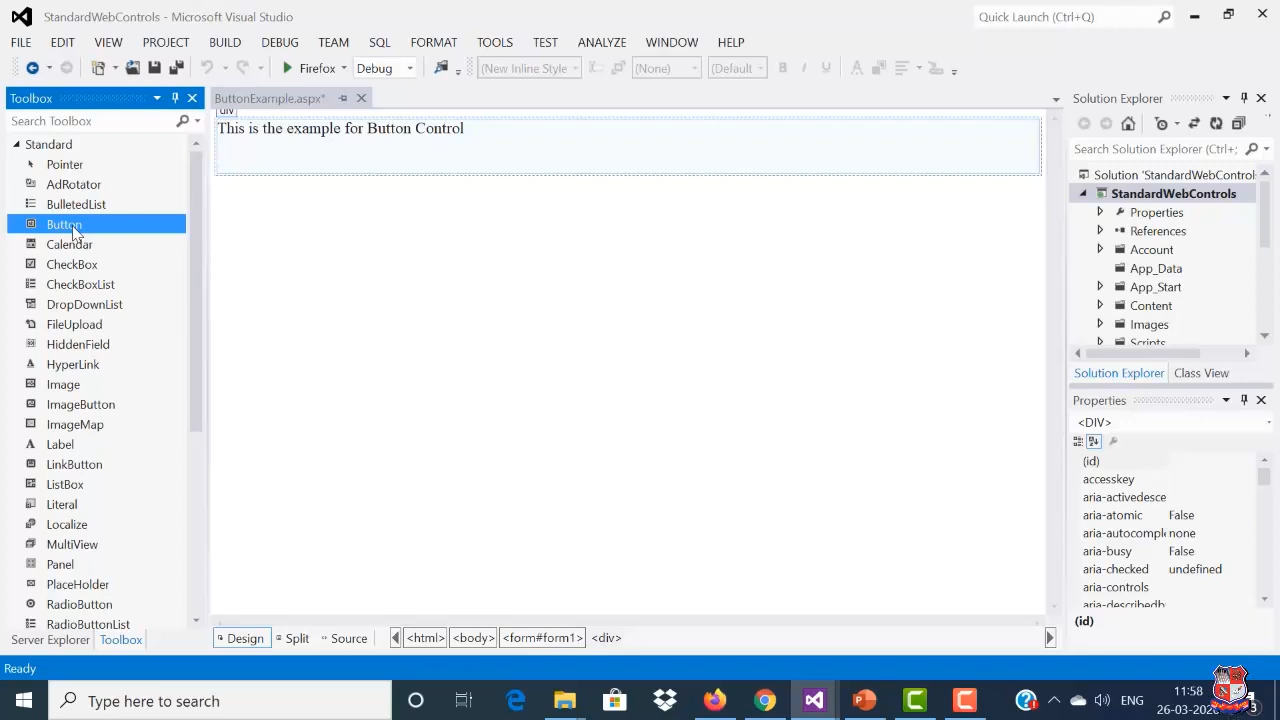 StandardWebControls - Microsoft Visual Studio
Quick Launch (Ctrl+Q)
FILE EDIT VIEW PROJECT BUILD DEBUG TEAM SQL FORMAT TOOLS TEST ANALYZE WINDOW HELP
Firefox Debug (New Inline Style (None) (Default B I U A
Toolbox
Search Toolbox
Standard
Pointer
AdRotator
BulletedList
Button
Calendar
CheckBox
CheckBoxList
DropDownList
FileUpload
HiddenField
HyperLink
Image
ImageButton
ImageMap
Label
LinkButton
ListBox
Literal
Localize
MultiView
Panel
PlaceHolder
RadioButton
RadioButtonList
Server Explorer Toolbox
ButtonExample.aspx*
div
This is the example for Button Control
Design Split Source <html> <body> <form#form1> <div>
Solution Explorer
Search Solution Explorer (Ctrl+;
Solution 'StandardWebControl
StandardWebControls
Properties
References
Account
App_Data
App_Start
Content
Images
Scripts
Solution Explorer Class View
Properties
<DIV>
(id)
accesskey
aria-activedesce
aria-atomic False
aria-autocompl none
aria-busy False
aria-checked undefined
aria-controls
aria-describedb
(id)
Ready
Type here to search
ENG
11:58
26-03-202
3